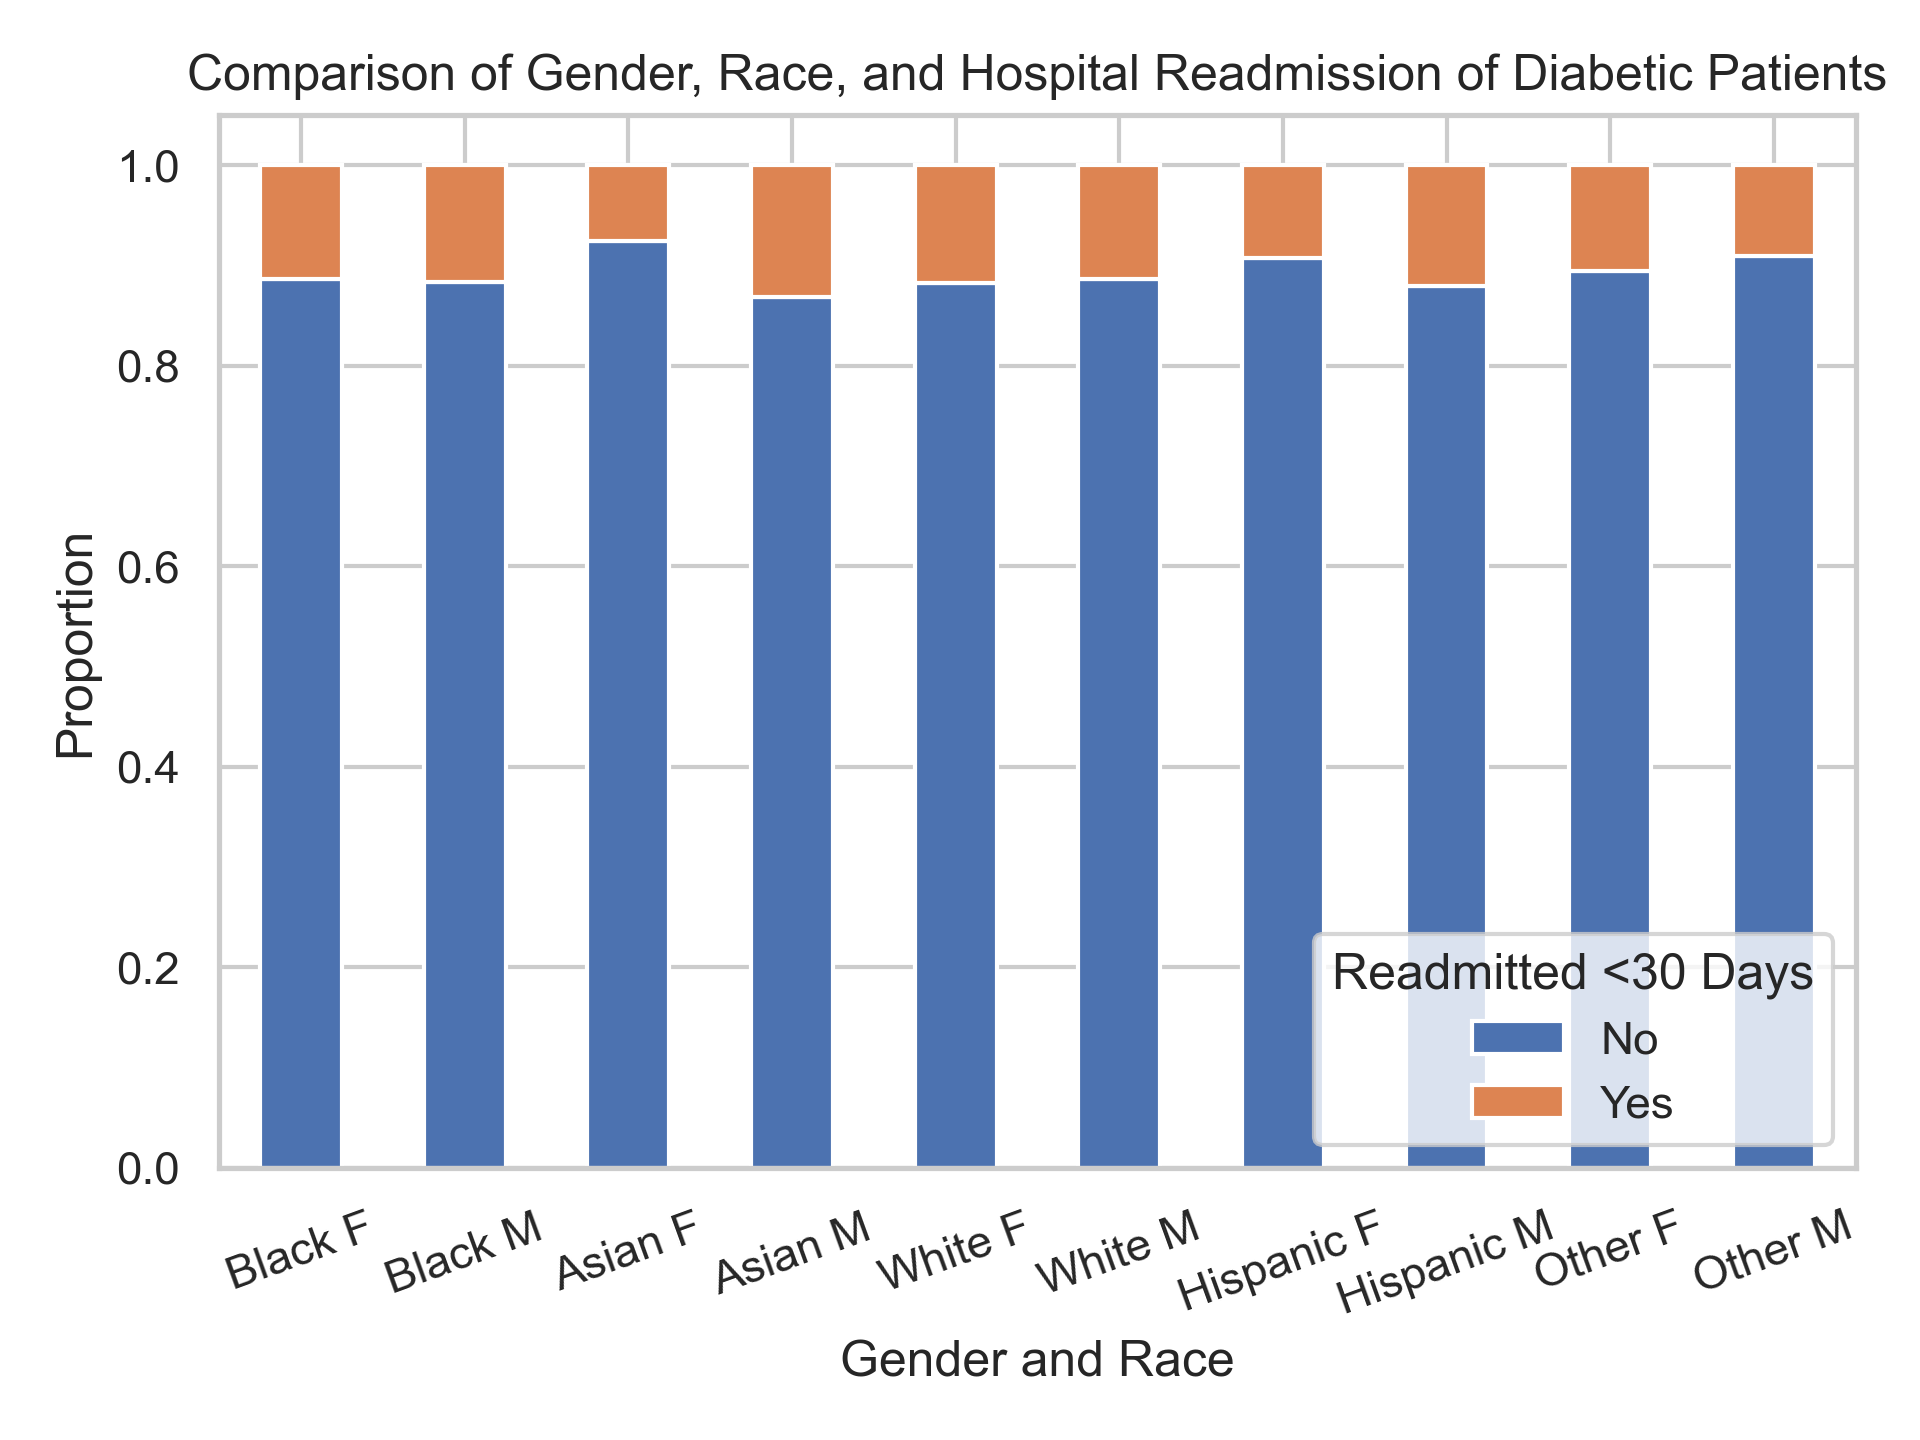 Comparison of Gender, Race, and Hospital Readmission of Diabetic Patients
1.0
0.8
0.6
0.4
0.2
0.0
Proportion
Readmitted <30 Days
No
Yes
Black F
Black M
Asian F
Asian M
White F
White M
Hispanic F
Hispanic M
Other F
Other M
Gender and Race